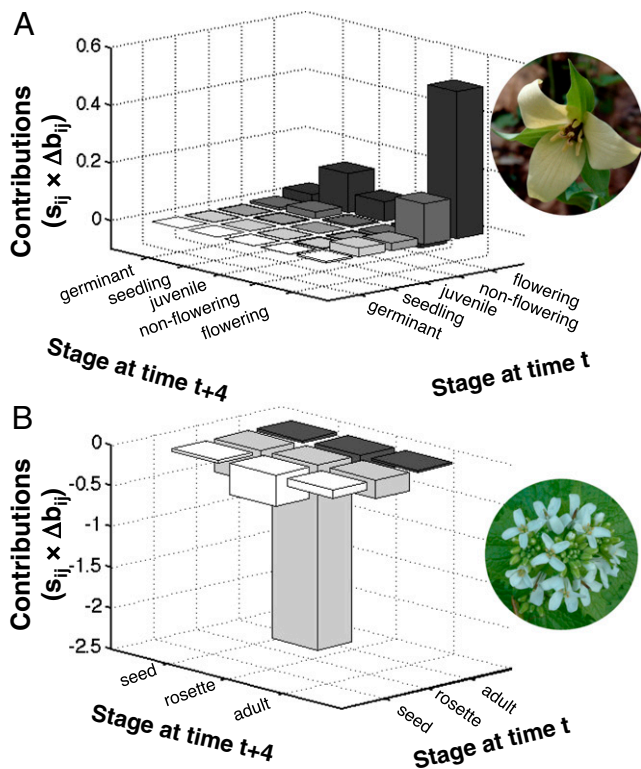 A
0.6
0.4
0.2
0
Contributions
(sij × Δbij)
germinant
seedling
juvenile
non-flowering
flowering
Stage at time t+4
flowering
non-flowering
juvenile
seedling
germinant
Stage at time t
B
0
-0.5
-1
-1.5
-2
-2.5
Contributions
(sij × Δbij)
seed
rosette
adult
Stage at time t+4
adult
rosette
seed
Stage at time t